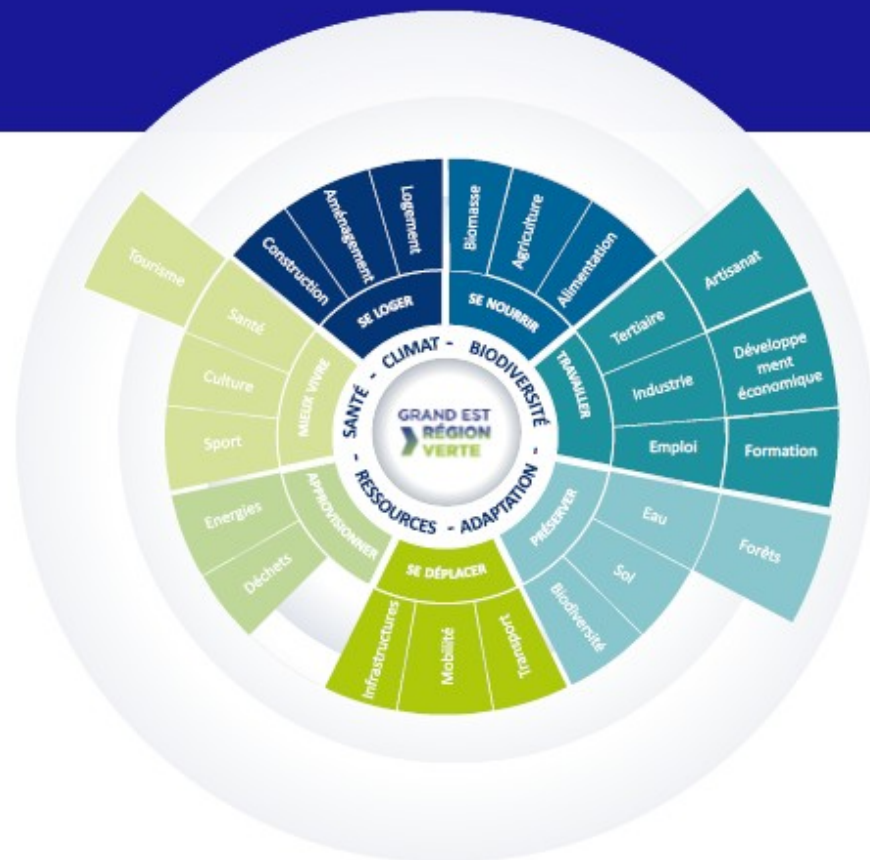 GRAND EST
RÉGION
VERTE
SANTÉ - CLIMAT - BIODIVERSITÉ
- RESSOURCES - ADAPTATION -
SE LOGER
Construction
Aménagement
Logement
SE NOURRIR
Biomasse
Agriculture
Alimentation
TRAVAILLER
Tertiaire
Industrie
Emploi
Artisanat
Développe
ment
économique
Formation
PRÉSERVER
Eau
Sol
Biodiversité
Forêts
SE DÉPLACER
Transport
Mobilité
Infrastructures
APPROVISIONNER
Déchets
Energies
MIEUX VIVRE
Sport
Culture
Santé
Tourisme